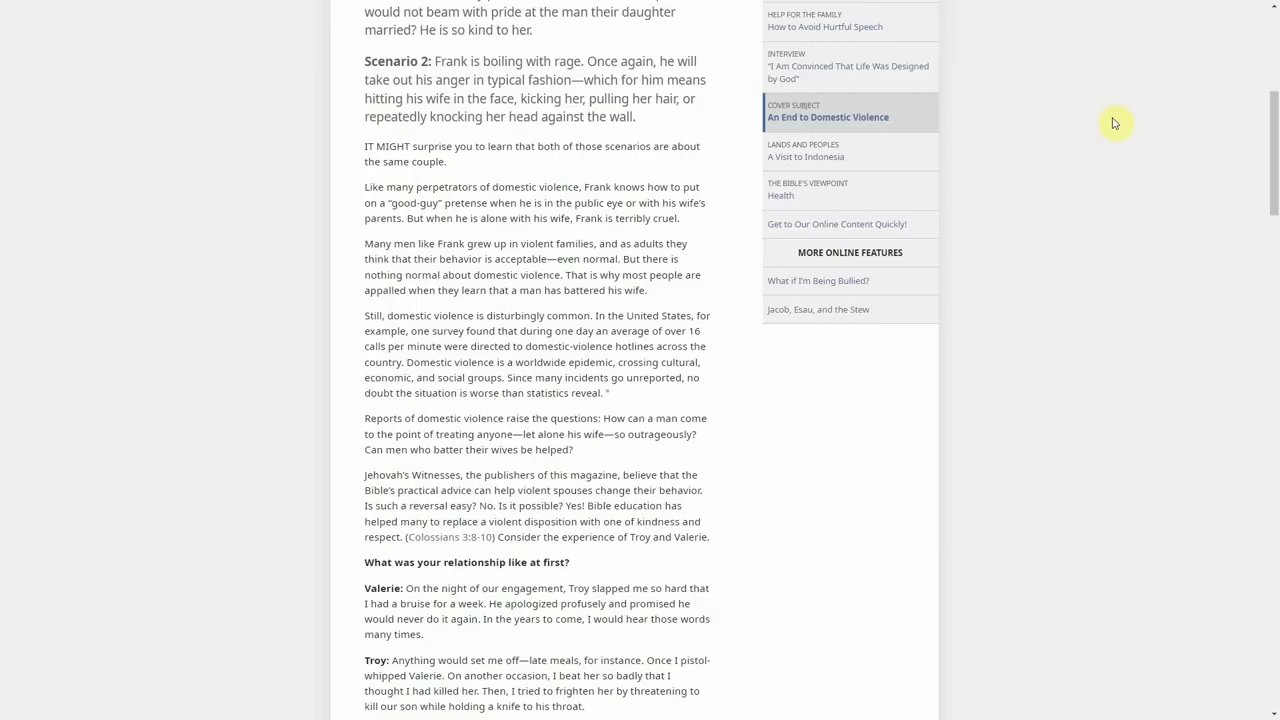 would not beam with pride at the man their daughter
married? He is so kind to her.
Scenario 2: Frank is boiling with rage. Once again, he will
take out his anger in typical fashion—which for him means
hitting his wife in the face, kicking her, pulling her hair, or
repeatedly knocking her head against the wall.
IT MIGHT surprise you to learn that both of those scenarios are about
the same couple.
Like many perpetrators of domestic violence, Frank knows how to put
on a “good-guy” pretense when he is in the public eye or with his wife’s
parents. But when he is alone with his wife, Frank is terribly cruel.
Many men like Frank grew up in violent families, and as adults they
think that their behavior is acceptable—even normal. But there is
nothing normal about domestic violence. That is why most people are
appalled when they learn that a man has battered his wife.
Still, domestic violence is disturbingly common. In the United States, for
example, one survey found that during one day an average of over 16
calls per minute were directed to domestic-violence hotlines across the
country. Domestic violence is a worldwide epidemic, crossing cultural,
economic, and social groups. Since many incidents go unreported, no
doubt the situation is worse than statistics reveal. *
Reports of domestic violence raise the questions: How can a man come
to the point of treating anyone—let alone his wife—so outrageously?
Can men who batter their wives be helped?
Jehovah’s Witnesses, the publishers of this magazine, believe that the
Bible’s practical advice can help violent spouses change their behavior.
Is such a reversal easy? No. Is it possible? Yes! Bible education has
helped many to replace a violent disposition with one of kindness and
respect. (Colossians 3:8-10) Consider the experience of Troy and Valerie.
What was your relationship like at first?
Valerie: On the night of our engagement, Troy slapped me so hard that
I had a bruise for a week. He apologized profusely and promised he
would never do it again. In the years to come, I would hear those words
many times.
Troy: Anything would set me off—late meals, for instance. Once I pistol-
whipped Valerie. On another occasion, I beat her so badly that I
thought I had killed her. Then, I tried to frighten her by threatening to
kill our son while holding a knife to his throat.
HELP FOR THE FAMILY
How to Avoid Hurtful Speech
INTERVIEW
“I Am Convinced That Life Was Designed
by God”
COVER SUBJECT
An End to Domestic Violence
LANDS AND PEOPLES
A Visit to Indonesia
THE BIBLE'S VIEWPOINT
Health
Get to Our Online Content Quickly!
MORE ONLINE FEATURES
What if I’m Being Bullied?
Jacob, Esau, and the Stew